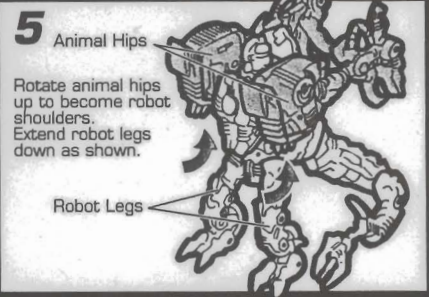 5
Animal Hips
Rotate animal hips
up to become robot
shoulders.
Extend robot legs
down as shown.
Robot Legs